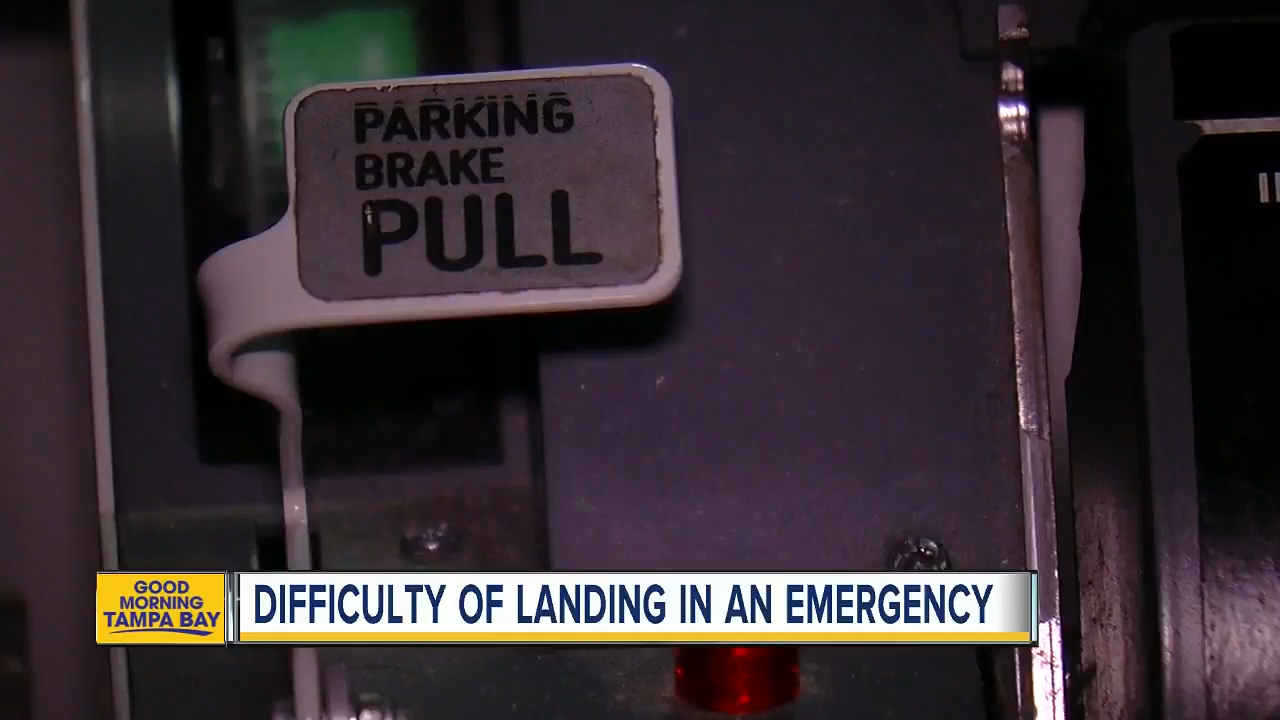 PARKING
BRAKE
PULL
GOOD
MORNING
TAMPA BAY
DIFFICULTY OF LANDING IN AN EMERGENCY